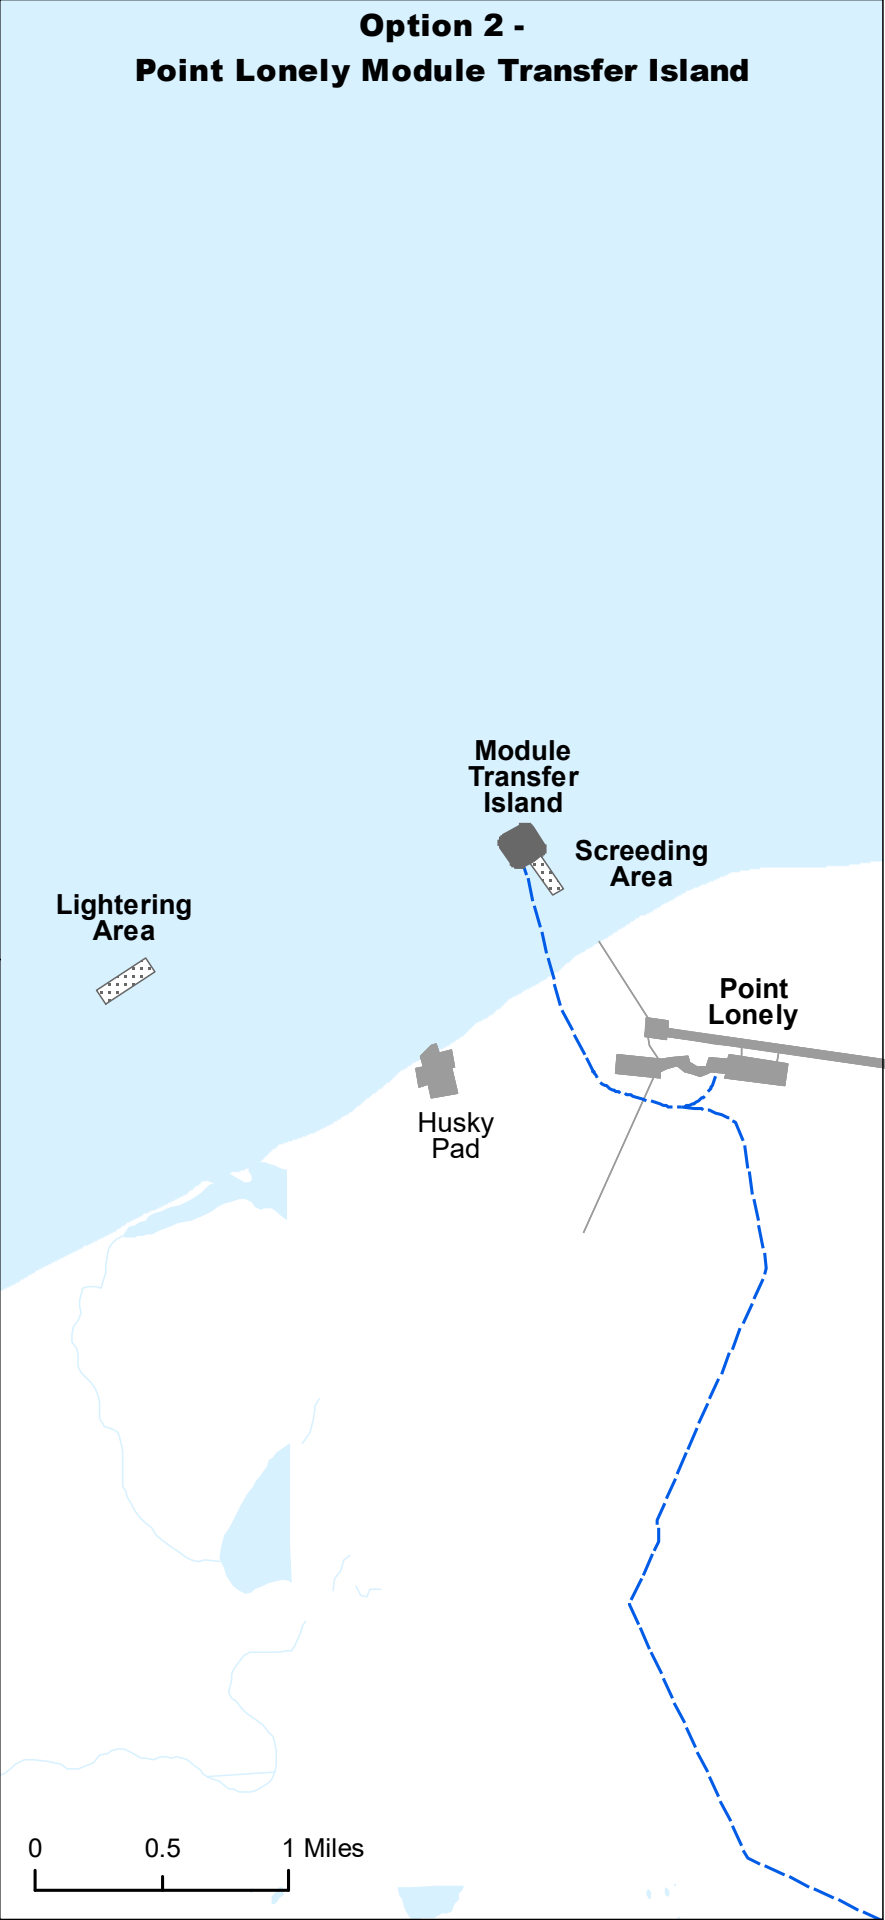 Option 2 -
Point Lonely Module Transfer Island
Module
Transfer
Island
Screeding
Area
Lightering
Area
Point
Lonely
Husky
Pad
0 0.5 1 Miles